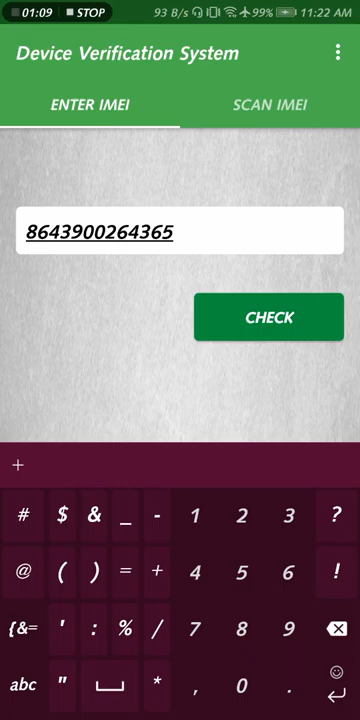 01:09 STOP 93 B/s 99% 11:22 AM
Device Verification System
ENTER IMEI SCAN IMEI
8643900264365
CHECK
+
# $ & _ - 1 2 3 ?
@ ( ) = + 4 5 6 !
{&= ' : % / 7 8 9
abc " * , 0 .